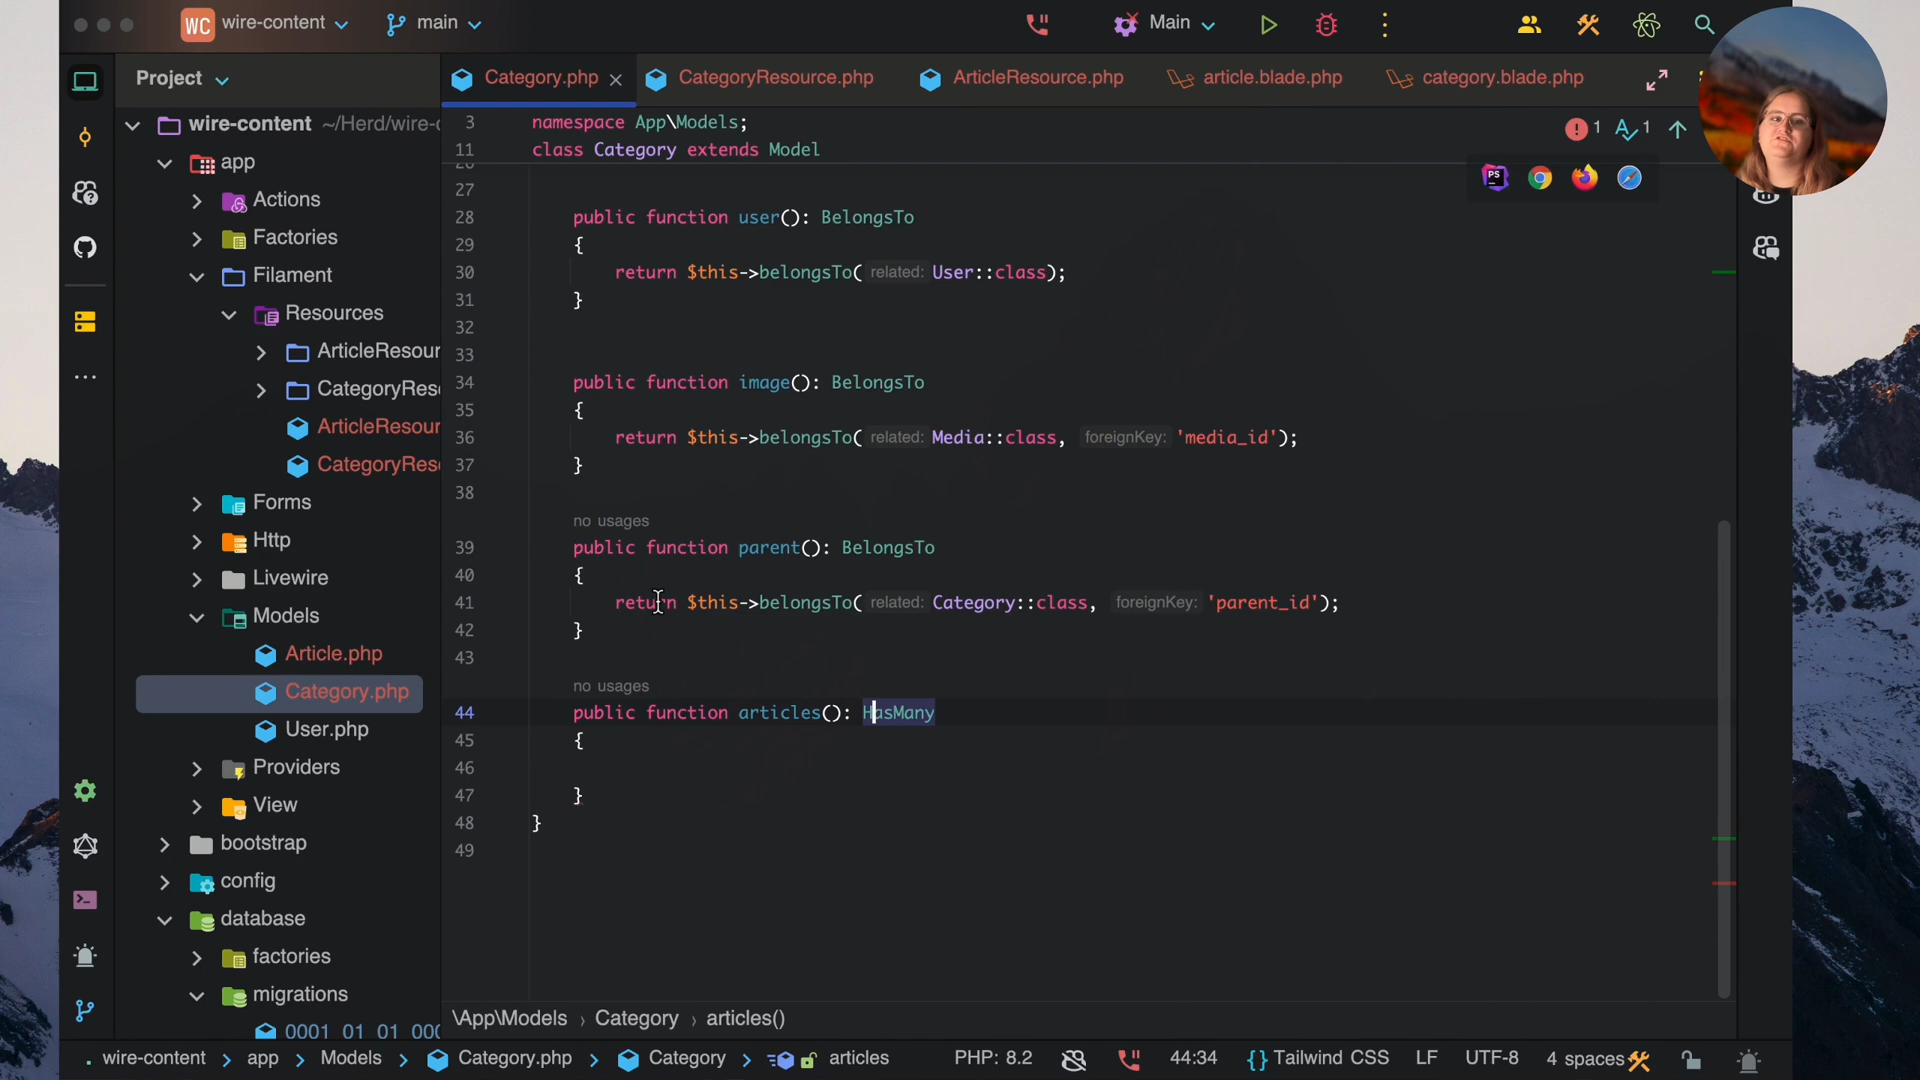 WC wire-content main Main
Project Category.php CategoryResource.php ArticleResource.php article.blade.php category.blade.php
wire-content ~/Herd/wire-c
app
Actions
Factories
Filament
Resources
ArticleResour
CategoryRese
ArticleResour
CategoryRese
Forms
Http
Livewire
Models
Article.php
Category.php
User.php
Providers
View
bootstrap
config
database
factories
migrations
0001_01_01_000
3 namespace App\Models;
11 class Category extends Model
1 1
PS
27
28 public function user(): BelongsTo
29 {
30 return $this->belongsTo( related: User::class);
31 }
32
33
34 public function image(): BelongsTo
35 {
36 return $this->belongsTo( related: Media::class, foreignKey: 'media_id');
37 }
38
no usages
39 public function parent(): BelongsTo
40 {
41 return $this->belongsTo( related: Category::class, foreignKey: 'parent_id');
42 }
43
no usages
44 public function articles(): HasMany
45 {
46
47 }
48 }
49
\App\Models › Category › articles()
wire-content > app > Models > Category.php > Category > articles PHP: 8.2 44:34 {} Tailwind CSS LF UTF-8 4 spaces